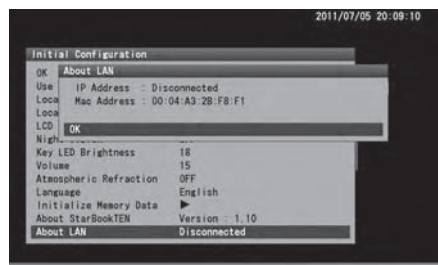 2011/07/05 20:09:10
Initial Configuration
OK
About LAN
Use
IP Address : Disconnected
Loca
Mac Address : 00:04:A3:2B:F8:F1
Loca
LCD
OK
Nigh
Key LED Brightness 18
Volume 15
Atmospheric Refraction OFF
Language English
Initialize Memory Data ▶
About StarBookTEN Version : 1.10
About LAN Disconnected